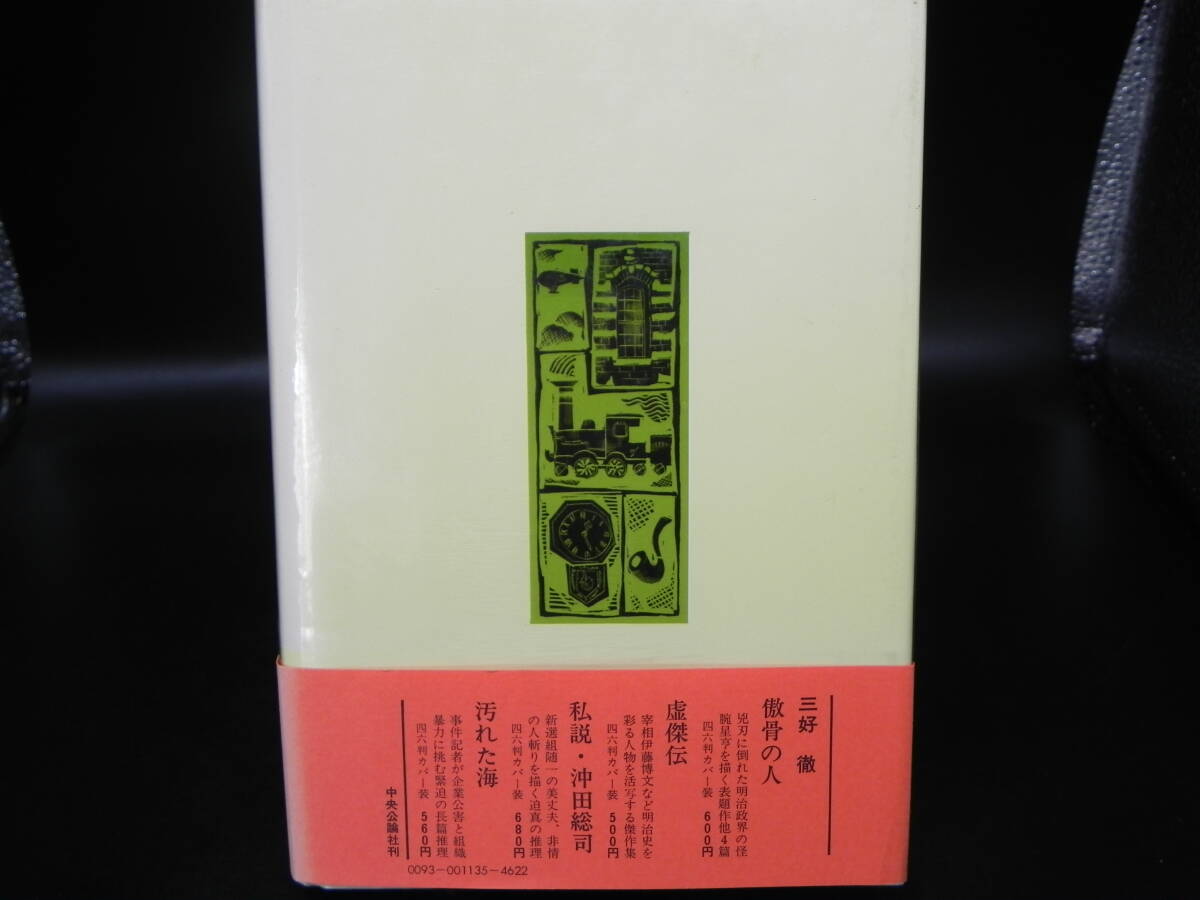 三好 徹
傲骨の人
兇刃に倒れた明治政界の怪
腕星亨を描く表題作他4篇
四六判カバー装 600円
虚傑伝
宰相伊藤博文など明治史を
彩る人物を活写する傑作集
四六判カバー装 500円
私説・沖田総司
新選組随一の美丈夫、非情
の人斬りを描く迫真の推理
四六判カバー装 680円
汚れた海
事件記者が企業公害と組織
暴力に挑む緊迫の長篇推理
四六判カバー装 560円
中央公論社刊
0093-001135-4622